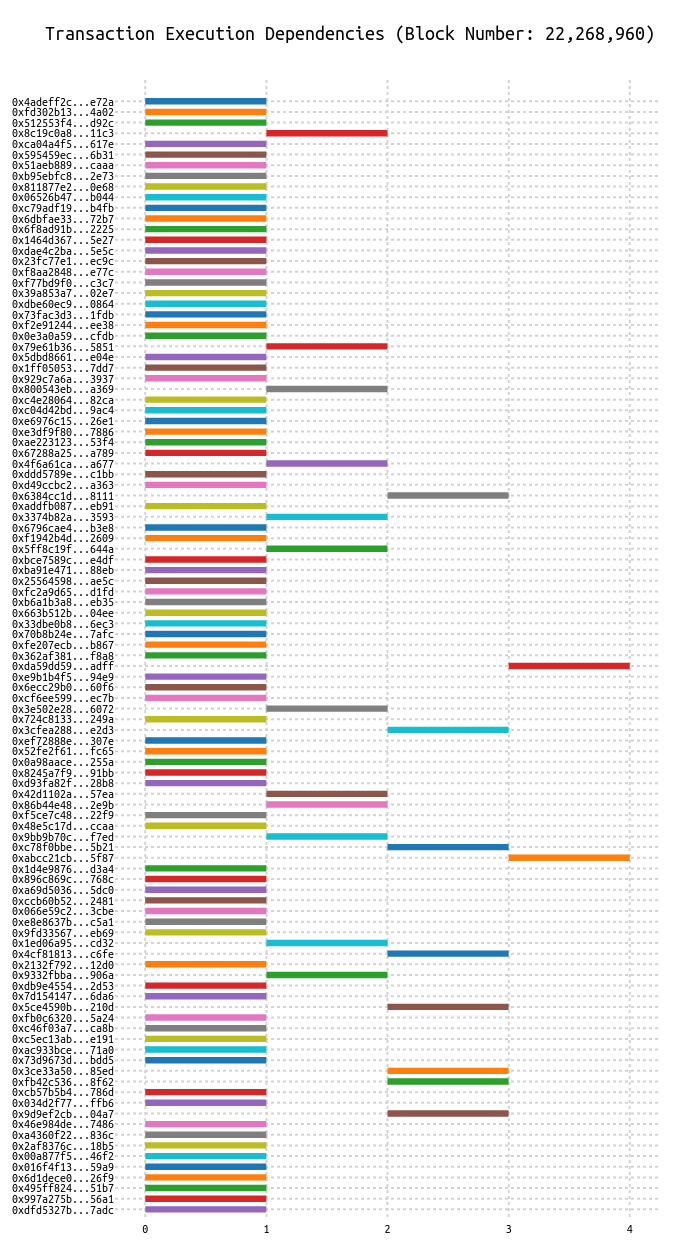 Transaction Execution Dependencies (Block Number: 22,268,960)
0x4adeff2c...e72a
0xfd302b13...4a02
0x512553f4...d92c
0x8c19c0a8...11c3
0xca04a4f5...617e
0x595459ec...6b31
0x51aeb889...caaa
0xb95ebfc8...2e73
0x811877e2...0e68
0x06526b47...b044
0xc79adf19...b4fb
0x6dbfae33...72b7
0x6f8ad91b...2225
0x1464d367...5e27
0xdae4c2ba...5e5c
0x23fc77e1...ec9c
0xf8aa2848...e77c
0xf77bd9f0...c3c7
0x39a853a7...02e7
0xdbe60ec9...0864
0x73fac3d3...1fdb
0xf2e91244...ee38
0x0e3a0a59...cfdb
0x79e61b36...5851
0x5dbd8661...e04e
0x1ff05053...7dd7
0x929c7a6a...3937
0x800543eb...a369
0xc4e28064...82ca
0xc04d42bd...9ac4
0xe6976c15...26e1
0xe3df9f80...7886
0xae223123...53f4
0x67288a25...a789
0x4f6a61ca...a677
0xddd5789e...c1bb
0xd49ccbc2...a363
0x6384cc1d...8111
0xaddfb087...eb91
0x3374b82a...3593
0x6796cae4...b3e8
0xf1942b4d...2609
0x5ff8c19f...644a
0xbce7589c...e4df
0xba91e471...88eb
0x25564598...ae5c
0xfc2a9d65...d1fd
0xb6a1b3a8...eb35
0x663b512b...04ee
0x33dbe0b8...6ec3
0x70b8b24e...7afc
0xfe207ecb...b867
0x362af381...f8a8
0xda59dd59...adff
0xe9b1b4f5...94e9
0x6ecc29b0...60f6
0xcf6ee599...ec7b
0x3e502e28...6072
0x724c8133...249a
0x3cfea288...e2d3
0xef72888e...307e
0x52fe2f61...fc65
0x0a98aace...255a
0x8245a7f9...91bb
0xd93fa82f...28b8
0x42d1102a...57ea
0x86b44e48...2e9b
0xf5ce7c48...22f9
0x48e5c17d...ccaa
0x9bb9b70c...f7ed
0xc78f0bbe...5b21
0xabcc21cb...5f87
0x1d4e9876...d3a4
0x896c869c...768c
0xa69d5036...5dc0
0xccb60b52...2481
0x066e59c2...3cbe
0xe8e8637b...c5a1
0x9fd33567...eb69
0x1ed06a95...cd32
0x4cf81813...c6fe
0x2132f792...12d0
0x9332fbba...906a
0xdb9e4554...2d53
0x7d154147...6da6
0x5ce4590b...210d
0xfb0c6320...5a24
0xc46f03a7...ca8b
0xc5ec13ab...e191
0xac933bce...71a0
0x73d9673d...bdd5
0x3ce33a50...85ed
0xfb42c536...8f62
0xcb57b5b4...786d
0x034d2f77...ffb6
0x9d9ef2cb...04a7
0x46e984de...7486
0xa4360f22...836c
0x2af8376c...18b5
0x00a877f5...46f2
0x016f4f13...59a9
0x6d1dece0...26f9
0x495ff824...51b7
0x997a275b...56a1
0xdfd5327b...7adc
0 1 2 3 4